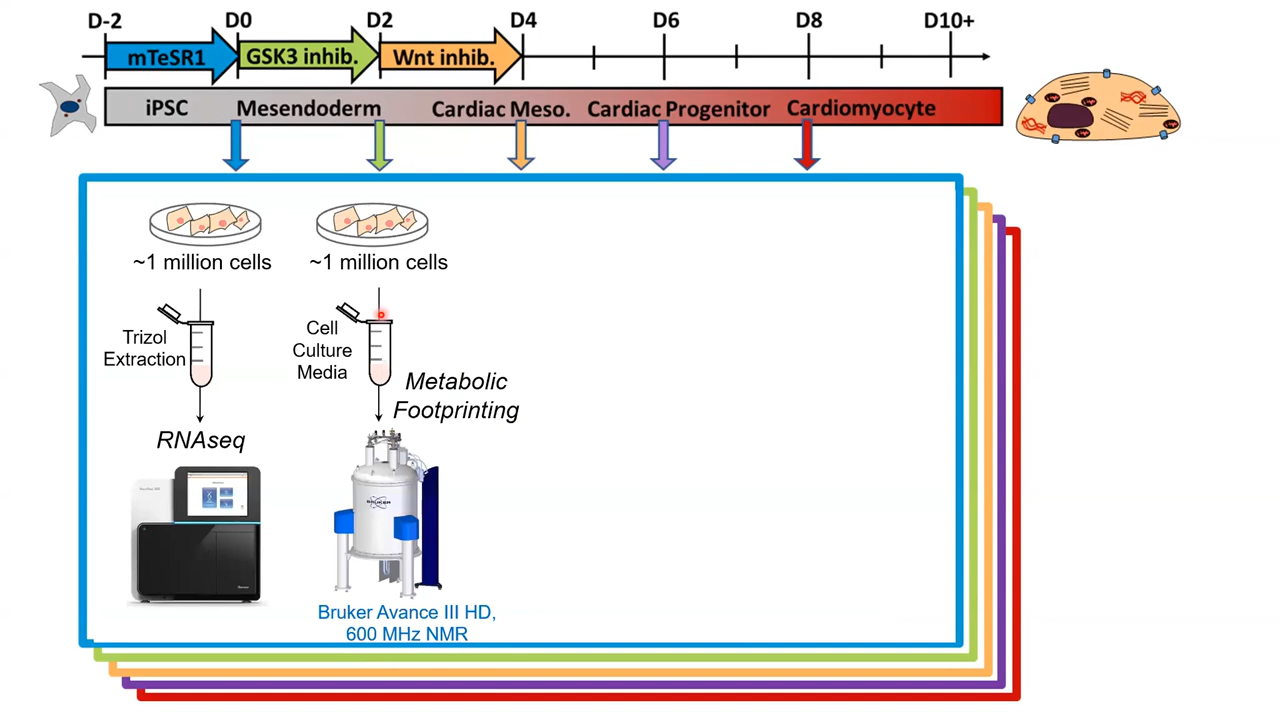 D-2 D0 D2 D4 D6 D8 D10+
mTeSR1 GSK3 inhib. Wnt inhib.
iPSC Mesendoderm Cardiac Meso. Cardiac Progenitor Cardiomyocyte
~1 million cells
Trizol
Extraction
RNAseq
~1 million cells
Cell
Culture
Media
Metabolic
Footprinting
BRUKER
Bruker Avance III HD,
600 MHz NMR